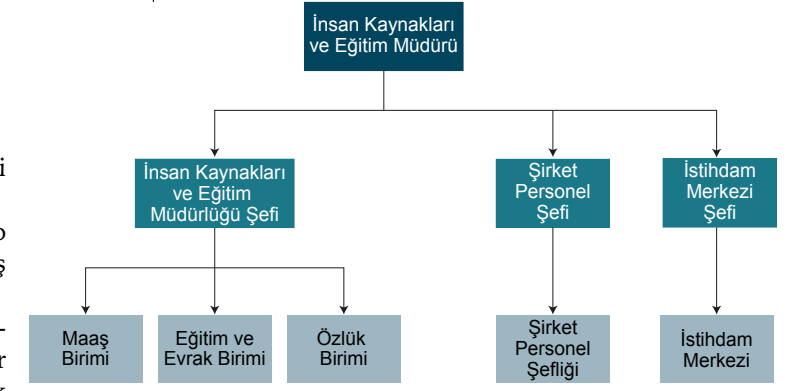 İnsan Kaynakları
ve Eğitim Müdürü
İnsan Kaynakları
ve Eğitim
Müdürlüğü Şefi
Şirket
Personel
Şefi
İstihdam
Merkezi
Şefi
Maaş
Birimi
Eğitim ve
Evrak Birimi
Özlük
Birimi
Şirket
Personel
Şefliği
İstihdam
Merkezi